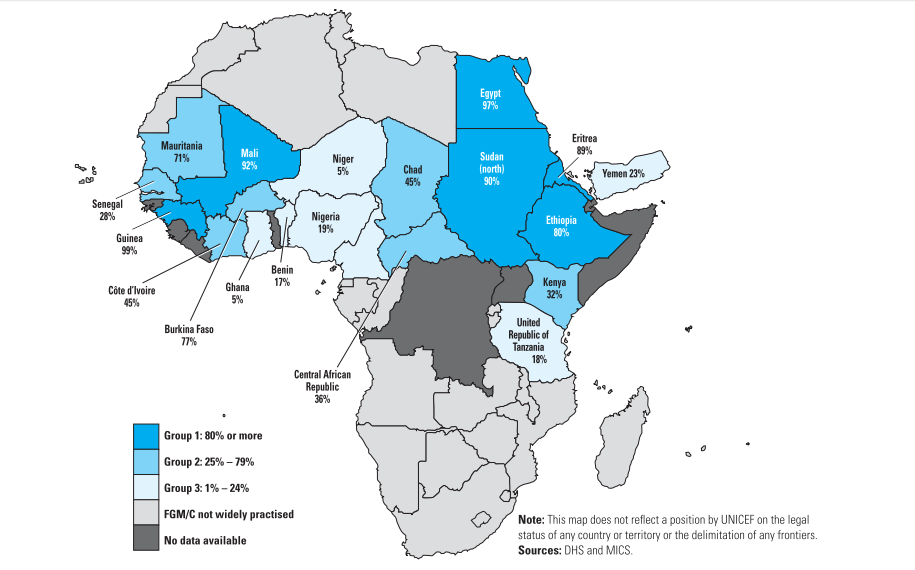 Egypt
97%
Eritrea
89%
Mauritania
71%
Mali
92%
Niger
5%
Chad
45%
Sudan
(north)
90%
Yemen 23%
Senegal
28%
Nigeria
19%
Ethiopia
80%
Guinea
99%
Benin
17%
Ghana
5%
Côte d'Ivoire
45%
Kenya
32%
Burkina Faso
77%
United
Republic of
Tanzania
18%
Central African
Republic
36%
Group 1: 80% or more
Group 2: 25% – 79%
Group 3: 1% – 24%
FGM/C not widely practised
No data available
Note: This map does not reflect a position by UNICEF on the legal
status of any country or territory or the delimitation of any frontiers.
Sources: DHS and MICS.